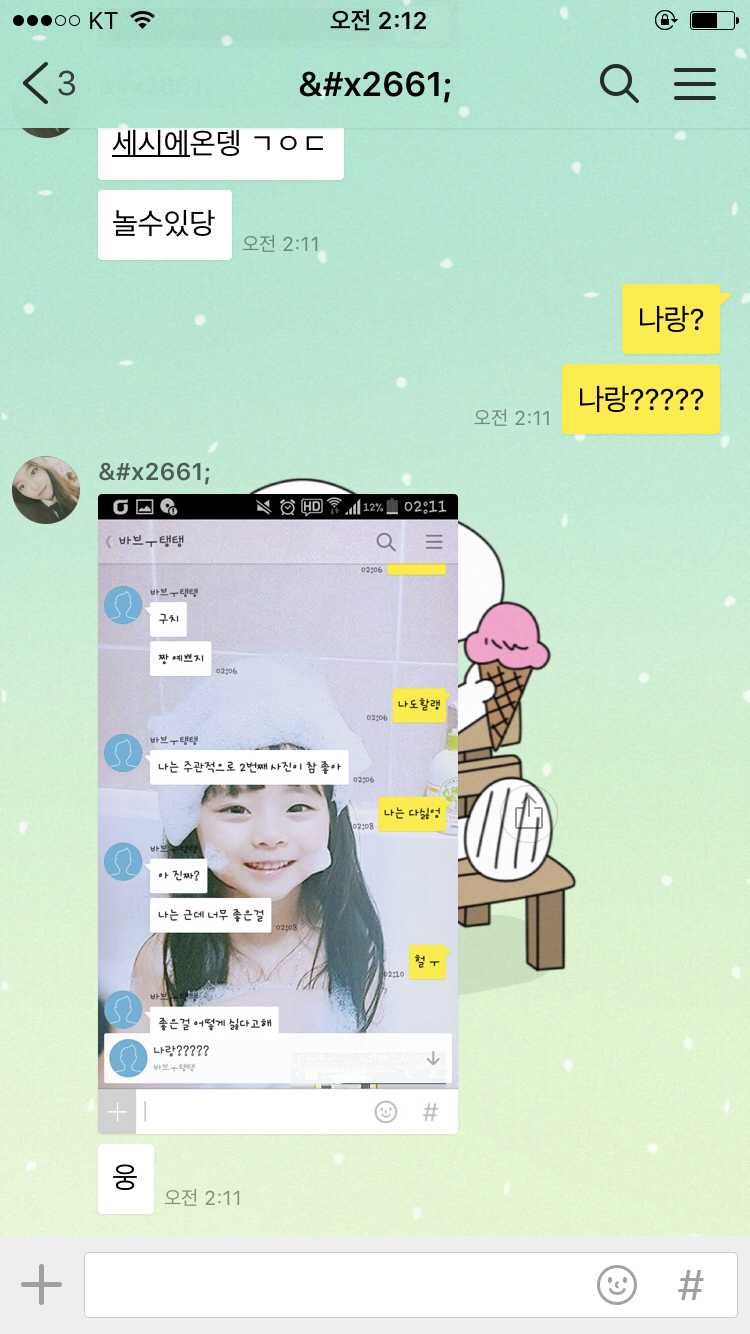 KT
오전 2:12
3
&#x2661;
세시에온뎅 ㄱㅇㄷ
놀수있당
오전 2:11
나랑?
나랑?????
오전 2:11
&#x2661;
HD
12%
02:11
바브ㅜ탱탱
02:06
바브ㅜ탱탱
구치
짱 예쁘지
02:06
나도할랭
02:06
바브ㅜ탱탱
나는 주관적으로 2번째 사진이 참 좋아
02:06
나는 다싫엉
02:08
바브ㅜ탱탱
아 진짜?
나는 근데 너무 좋은걸
02:08
헐 ㅜ
02:10
바브ㅜ탱탱
좋은걸 어떻게 싫다고해
나랑?????
바브ㅜ탱탱
#
웅
오전 2:11
#